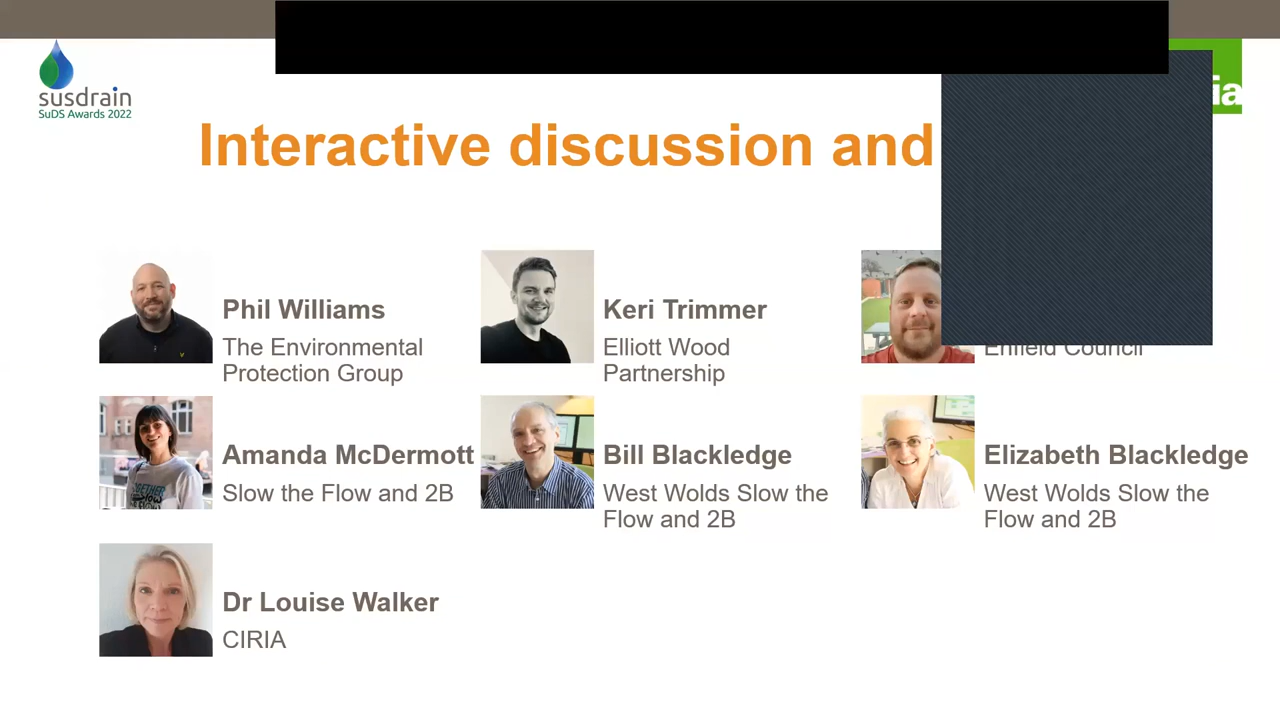 susdrain
SuDS Awards 2022
ia
Interactive discussion and
Phil Williams
The Environmental
Protection Group
Keri Trimmer
Elliott Wood
Partnership
Enfield Council
Amanda McDermott
Slow the Flow and 2B
Bill Blackledge
West Wolds Slow the
Flow and 2B
Elizabeth Blackledge
West Wolds Slow the
Flow and 2B
Dr Louise Walker
CIRIA